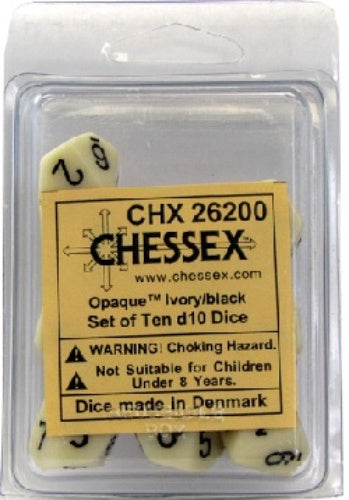 CHX 26200
CHESSEX
www.chessex.com
Opaque™ Ivory/black
Set of Ten d10 Dice
WARNING! Choking Hazard.
Not Suitable for Children
Under 8 Years.
Dice made in Denmark